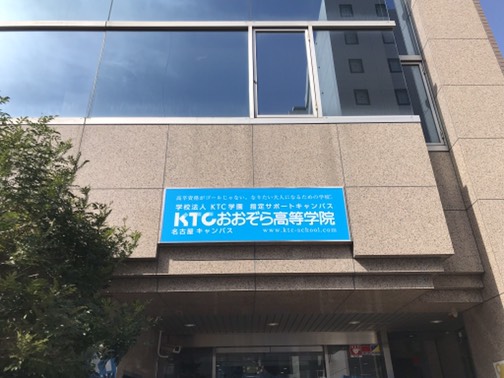 高卒資格がゴールじゃない。なりたい大人になるための学校。
学校法人 KTC学園 指定サポートキャンパス
KTCおおぞら高等学院
名古屋キャンパス www.ktc-school.com